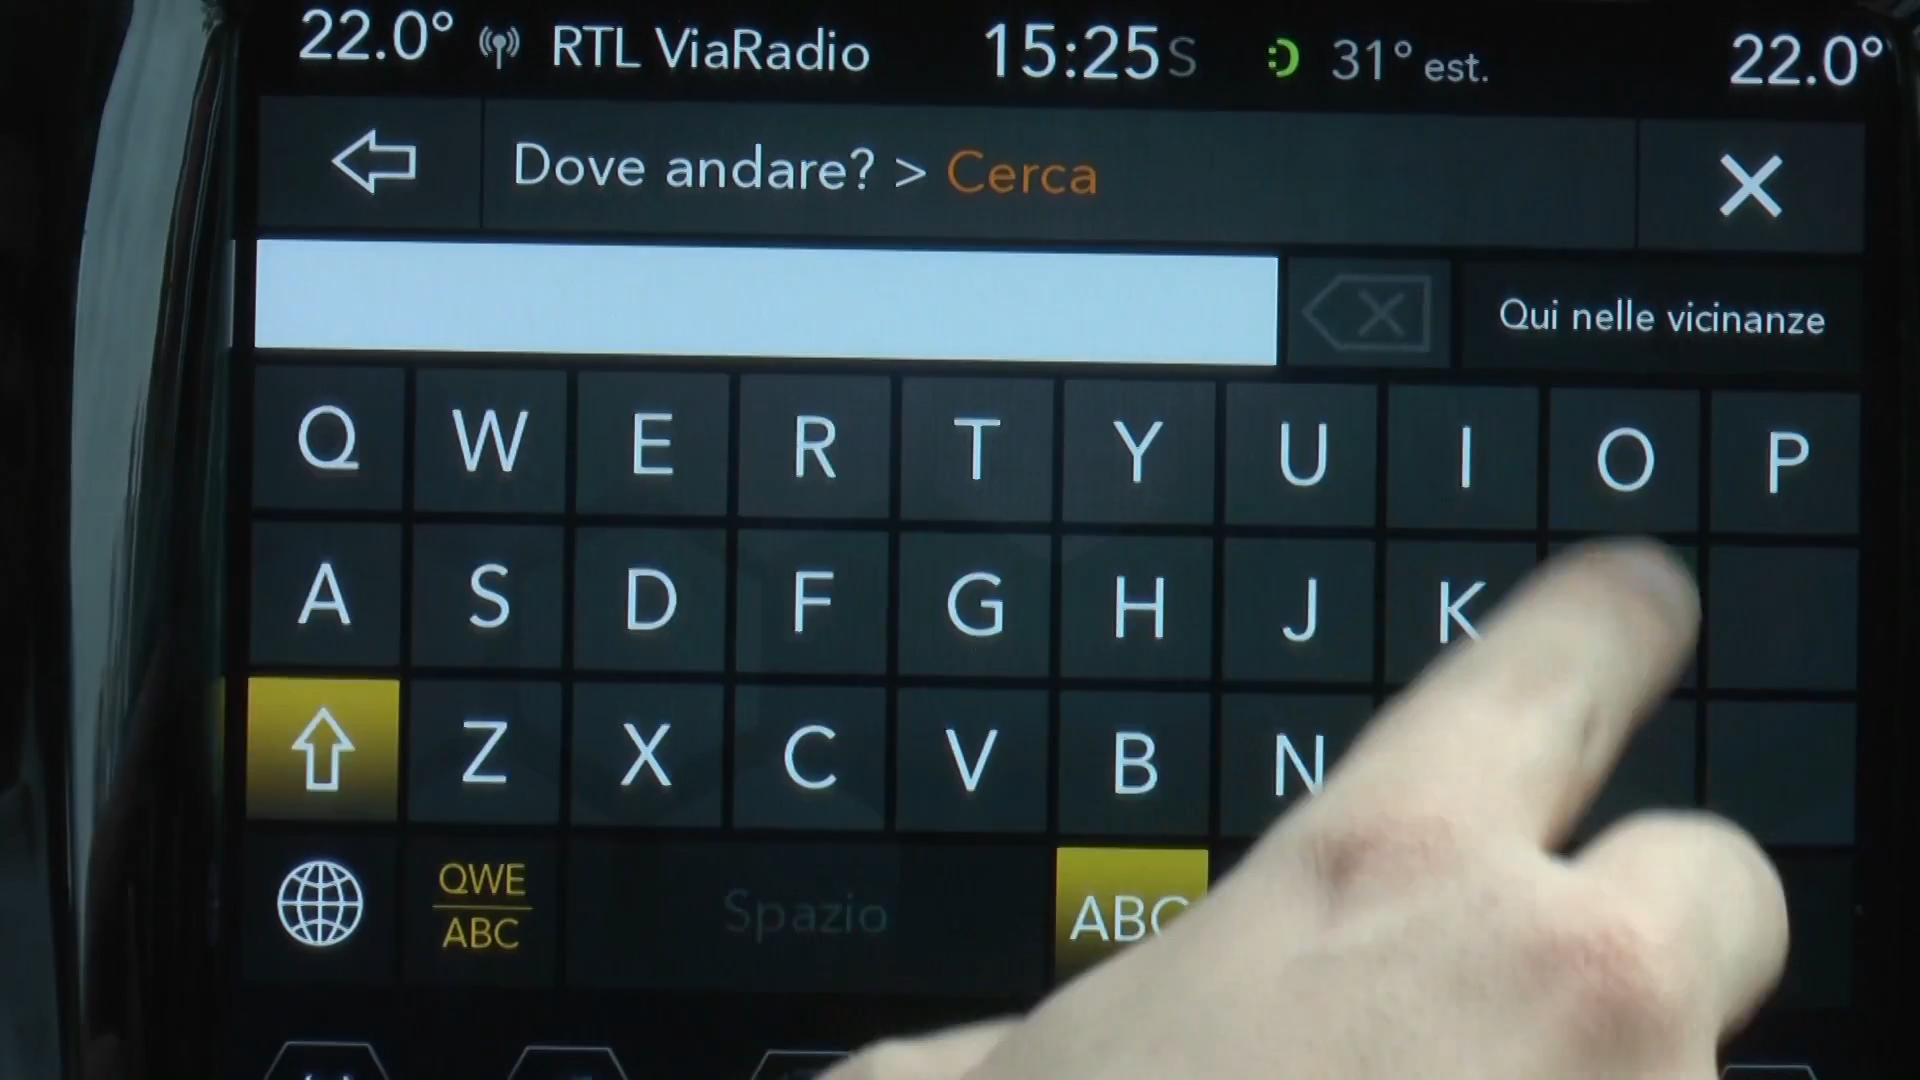 22.0° RTL ViaRadio 15:25 S 31° est. 22.0°
Dove andare? > Cerca
Qui nelle vicinanze
Q W E R T Y U I O P
A S D F G H J K
Z X C V B N
QWE
ABC
Spazio
ABC